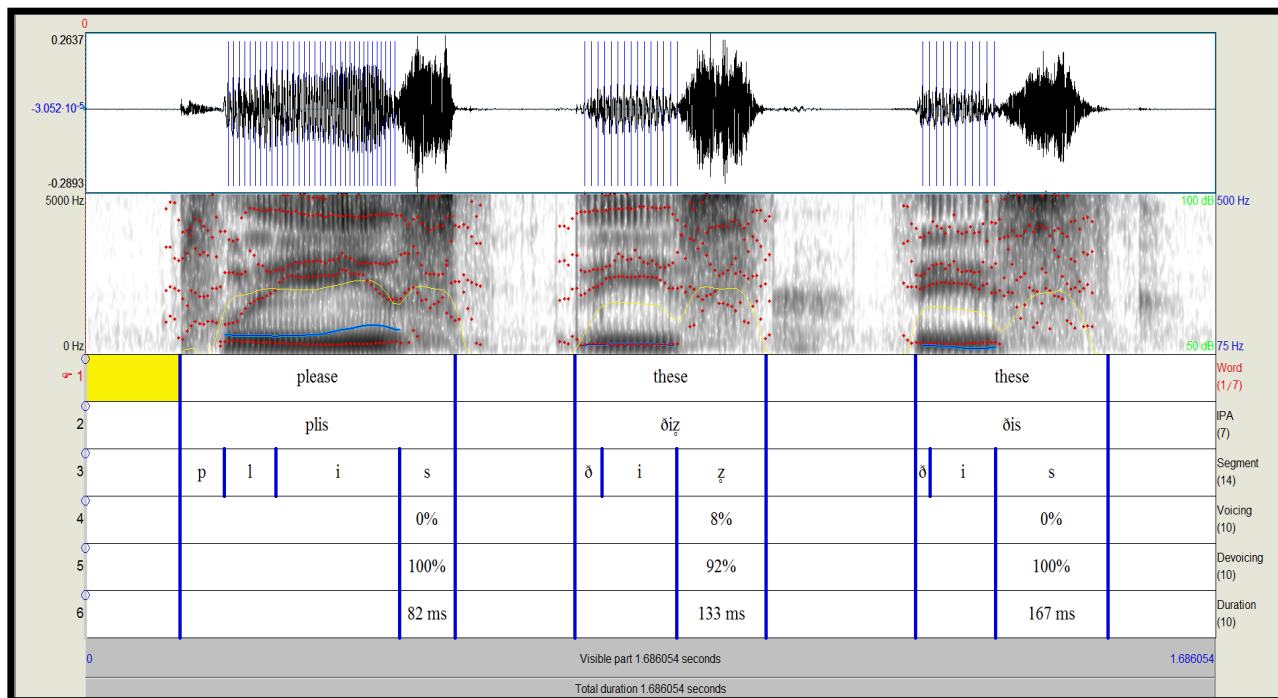 0
0.2637
-3.052·10-5
-0.2893
5000 Hz 100 dB 500 Hz
0 Hz 50 dB 75 Hz
☞ 1 please these these Word (1/7)
2 plis ðiz̥ ðis IPA (7)
3 p l i s ð i z̥ ð i s Segment (14)
4 0% 8% 0% Voicing (10)
5 100% 92% 100% Devoicing (10)
6 82 ms 133 ms 167 ms Duration (10)
0 Visible part 1.686054 seconds 1.686054
Total duration 1.686054 seconds